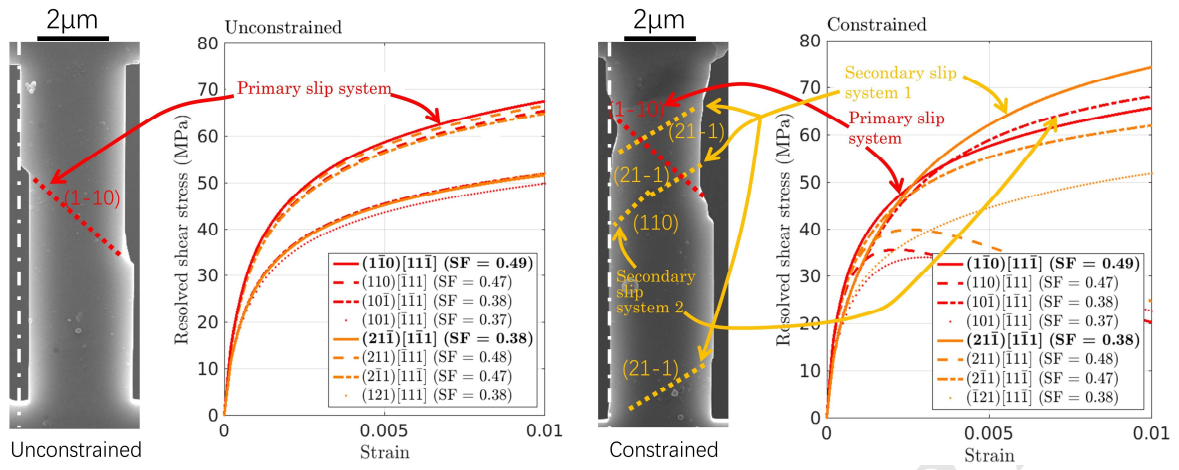 2μm
(1-10)
Unconstrained
Unconstrained
Resolved shear stress (MPa)
80
70
60
50
40
30
20
10
0
Primary slip system
(11̄0)[111̄] (SF = 0.49)
(110)[1̄11] (SF = 0.47)
(101̄)[11̄1] (SF = 0.38)
(101)[1̄11] (SF = 0.37)
(211̄)[11̄1] (SF = 0.38)
(211)[1̄11] (SF = 0.48)
(21̄1)[111̄] (SF = 0.47)
(121)[111] (SF = 0.38)
0
0.005
0.01
Strain
2μm
(1-10)
(21-1)
(21-1)
(110)
Secondary
slip
system 2
(21-1)
Constrained
Constrained
Resolved shear stress (MPa)
80
70
60
50
40
30
20
10
0
Secondary slip
system 1
Primary slip
system
(11̄0)[111̄] (SF = 0.49)
(110)[1̄11] (SF = 0.47)
(101̄)[11̄1] (SF = 0.38)
(101)[1̄11] (SF = 0.37)
(211̄)[11̄1] (SF = 0.38)
(211)[1̄11] (SF = 0.48)
(21̄1)[111̄] (SF = 0.47)
(1̄21)[111̄] (SF = 0.38)
0
0.005
0.01
Strain